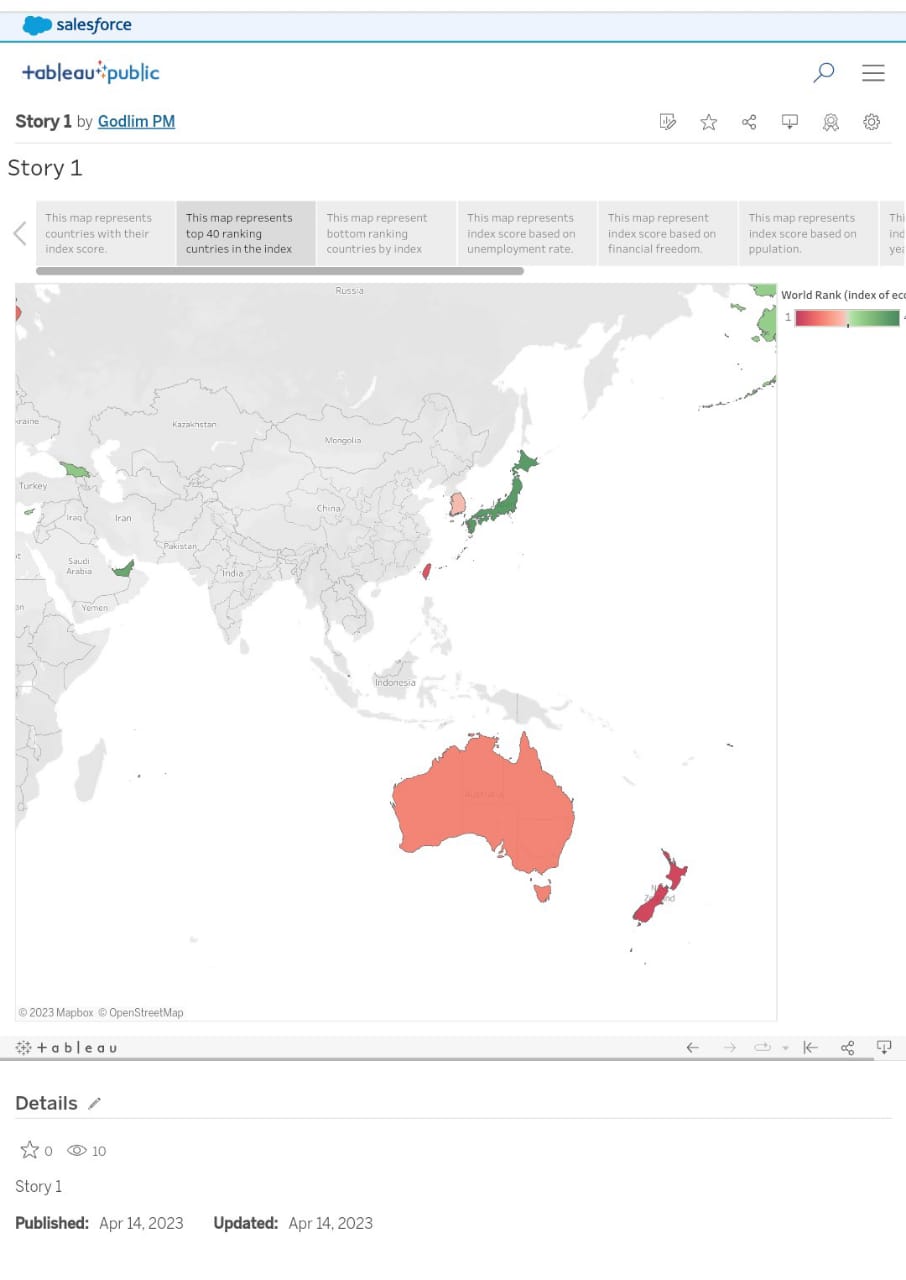 salesforce
+ableau public
Story 1 by Godlim PM
Story 1
This map represents
countries with their
index score.
This map represents
top 40 ranking
cuntries in the index
This map represent
bottom ranking
countries by index
This map represents
index score based on
unemployment rate.
This map represent
index score based on
financial freedom.
This map represents
index score based on
ppulation.
Thi
ind
yea
World Rank (index of eco
1
Russia
kraine
Kazakhstan
Mongolia
Turkey
China
Iraq
Iran
Pakistan
Saudi
Arabia
India
Yemen
Indonesia
Australia
© 2023 Mapbox © OpenStreetMap
+ableau
Details
0
10
Story 1
Published: Apr 14, 2023 Updated: Apr 14, 2023